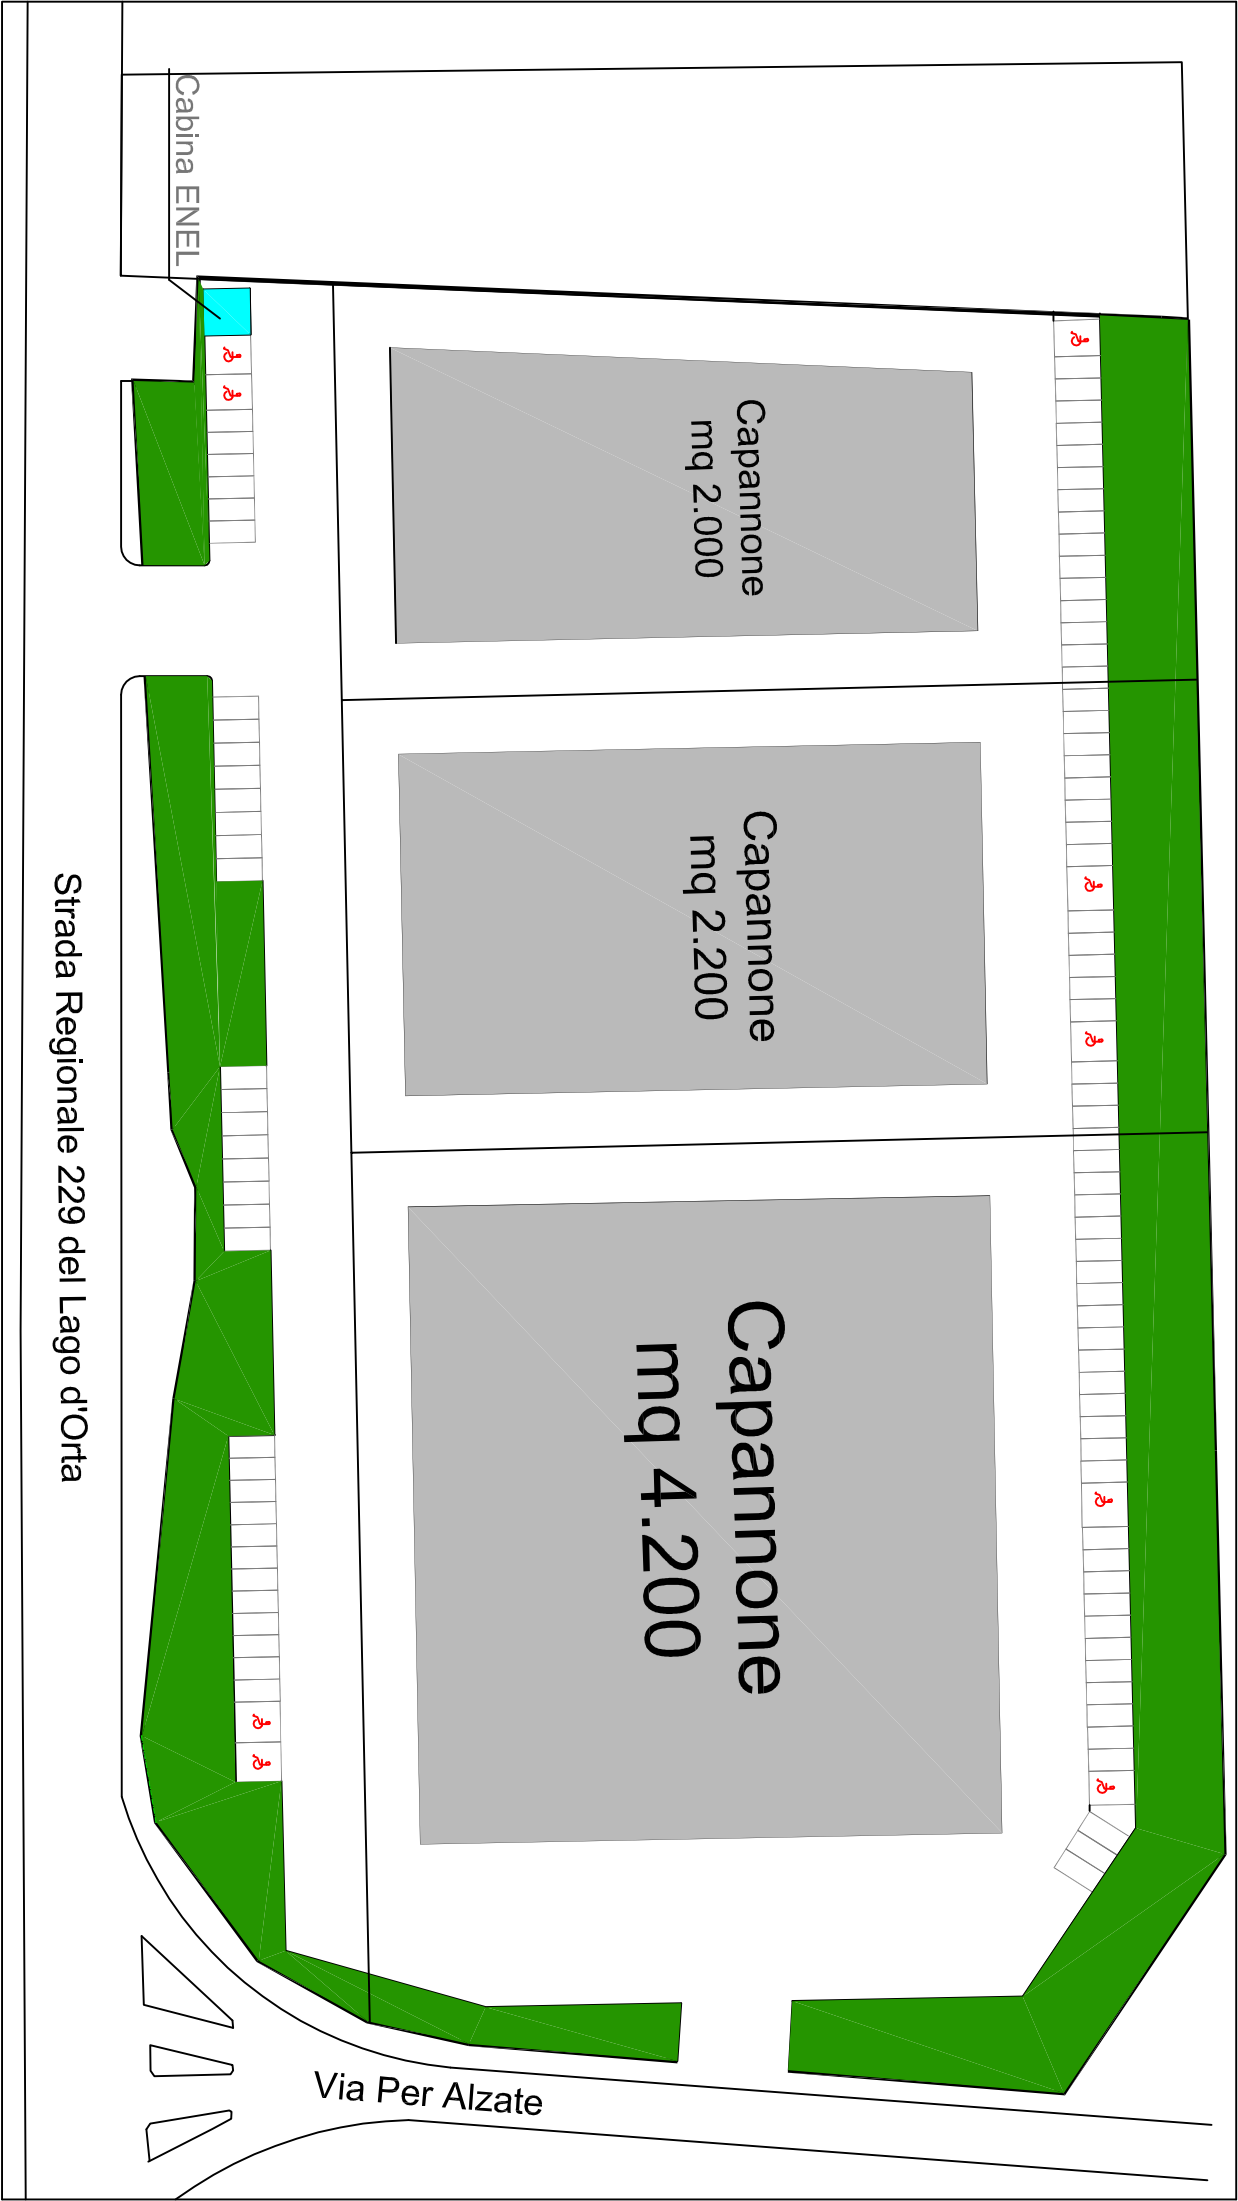 Cabina ENEL
Capannone
mq 2.000
Capannone
mq 2.200
Capannone
mq 4.200
Strada Regionale 229 del Lago d'Orta
Via Per Alzate